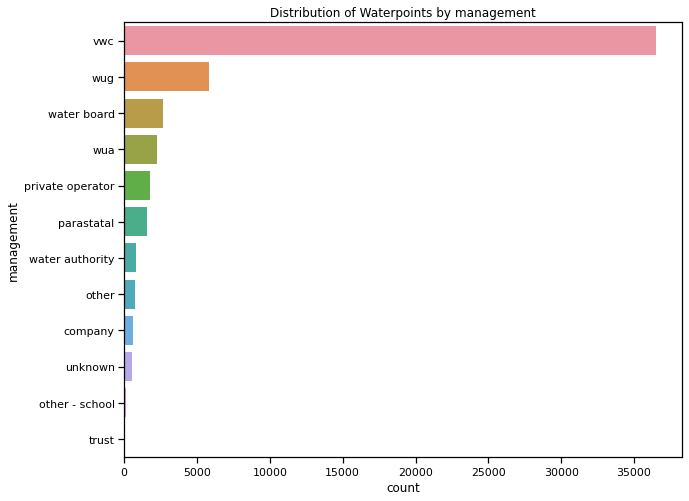 Distribution of Waterpoints by management
vwc
wug
water board
wua
private operator
parastatal
water authority
other
company
unknown
other - school
trust
management
0 5000 10000 15000 20000 25000 30000 35000
count